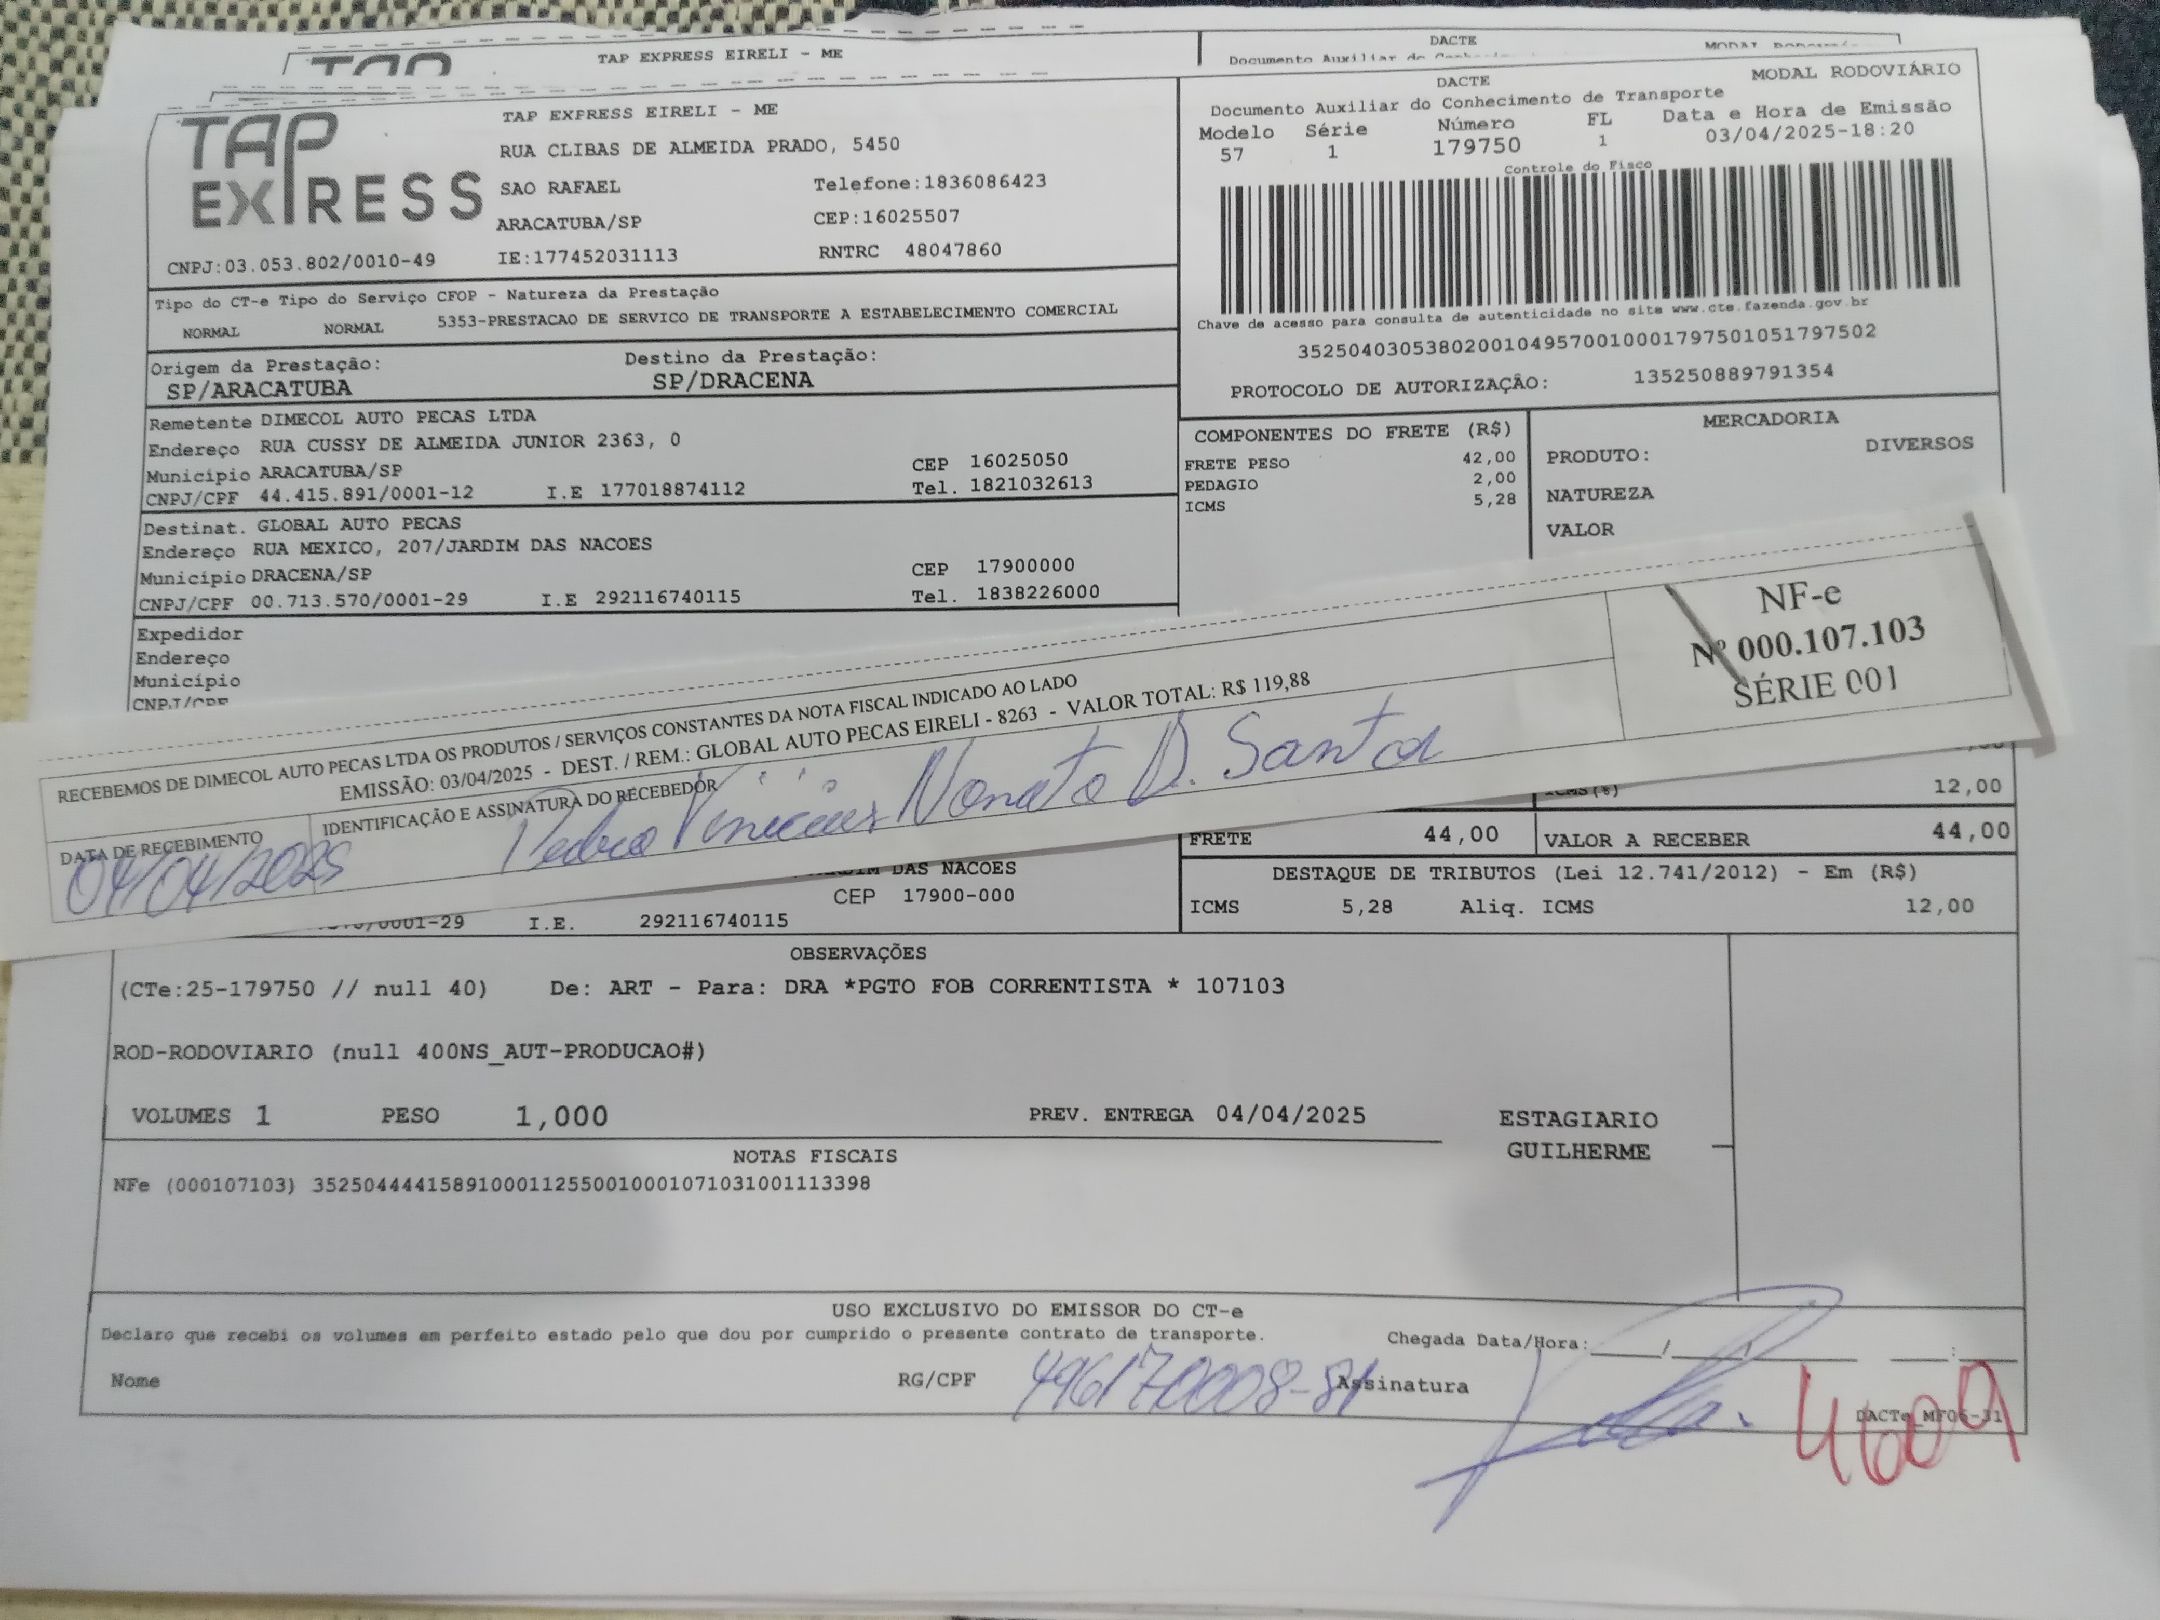 TAP EXPRESS EIRELI - ME
DACTE
TAP EXPRESS
TAP EXPRESS EIRELI - ME
RUA CLIBAS DE ALMEIDA PRADO, 5450
SAO RAFAEL Telefone:1836086423
ARACATUBA/SP CEP:16025507
CNPJ:03.053.802/0010-49 IE:177452031113 RNTRC 48047860
DACTE MODAL RODOVIÁRIO
Documento Auxiliar do Conhecimento de Transporte
Modelo Série Número FL Data e Hora de Emissão
57 1 179750 1 03/04/2025-18:20
Controle do Fisco
Chave de acesso para consulta de autenticidade no site www.cte.fazenda.gov.br
35250403053802001049570010001797501051797502
PROTOCOLO DE AUTORIZAÇÃO: 135250889791354
Tipo do CT-e Tipo do Serviço CFOP - Natureza da Prestação
NORMAL NORMAL 5353-PRESTACAO DE SERVICO DE TRANSPORTE A ESTABELECIMENTO COMERCIAL
Origem da Prestação: Destino da Prestação:
SP/ARACATUBA SP/DRACENA
Remetente DIMECOL AUTO PECAS LTDA
Endereço RUA CUSSY DE ALMEIDA JUNIOR 2363, 0
Município ARACATUBA/SP CEP 16025050
CNPJ/CPF 44.415.891/0001-12 I.E 177018874112 Tel. 1821032613
Destinat. GLOBAL AUTO PECAS
Endereço RUA MEXICO, 207/JARDIM DAS NACOES
Município DRACENA/SP CEP 17900000
CNPJ/CPF 00.713.570/0001-29 I.E 292116740115 Tel. 1838226000
Expedidor
Endereço
Município
CNPJ/CPF
COMPONENTES DO FRETE (R$)
FRETE PESO 42,00
PEDAGIO 2,00
ICMS 5,28
MERCADORIA
PRODUTO: DIVERSOS
NATUREZA
VALOR
RECEBEMOS DE DIMECOL AUTO PECAS LTDA OS PRODUTOS / SERVIÇOS CONSTANTES DA NOTA FISCAL INDICADO AO LADO
EMISSÃO: 03/04/2025 - DEST. / REM.: GLOBAL AUTO PECAS EIRELI - 8263 - VALOR TOTAL: R$ 119,88
DATA DE RECEBIMENTO IDENTIFICAÇÃO E ASSINATURA DO RECEBEDOR
04/04/2025 Pedro Vinicius Nonato D. Santos
NF-e
Nº 000.107.103
SÉRIE 001
ICMS(%) 12,00
FRETE 44,00 VALOR A RECEBER 44,00
DESTAQUE DE TRIBUTOS (Lei 12.741/2012) - Em (R$)
ICMS 5,28 Aliq. ICMS 12,00
DAS NACOES
CEP 17900-000
/0001-29 I.E. 292116740115
OBSERVAÇÕES
(CTe:25-179750 // null 40) De: ART - Para: DRA *PGTO FOB CORRENTISTA * 107103
ROD-RODOVIARIO (null 400NS_AUT-PRODUCAO#)
VOLUMES 1 PESO 1,000 PREV. ENTREGA 04/04/2025
ESTAGIARIO
GUILHERME
NOTAS FISCAIS
NFe (000107103) 35250444415891000112550010001071031001113398
USO EXCLUSIVO DO EMISSOR DO CT-e
Declaro que recebi os volumes em perfeito estado pelo que dou por cumprido o presente contrato de transporte.
Chegada Data/Hora:____/____/____ __:__
Nome RG/CPF 496170008-81 Assinatura
4609